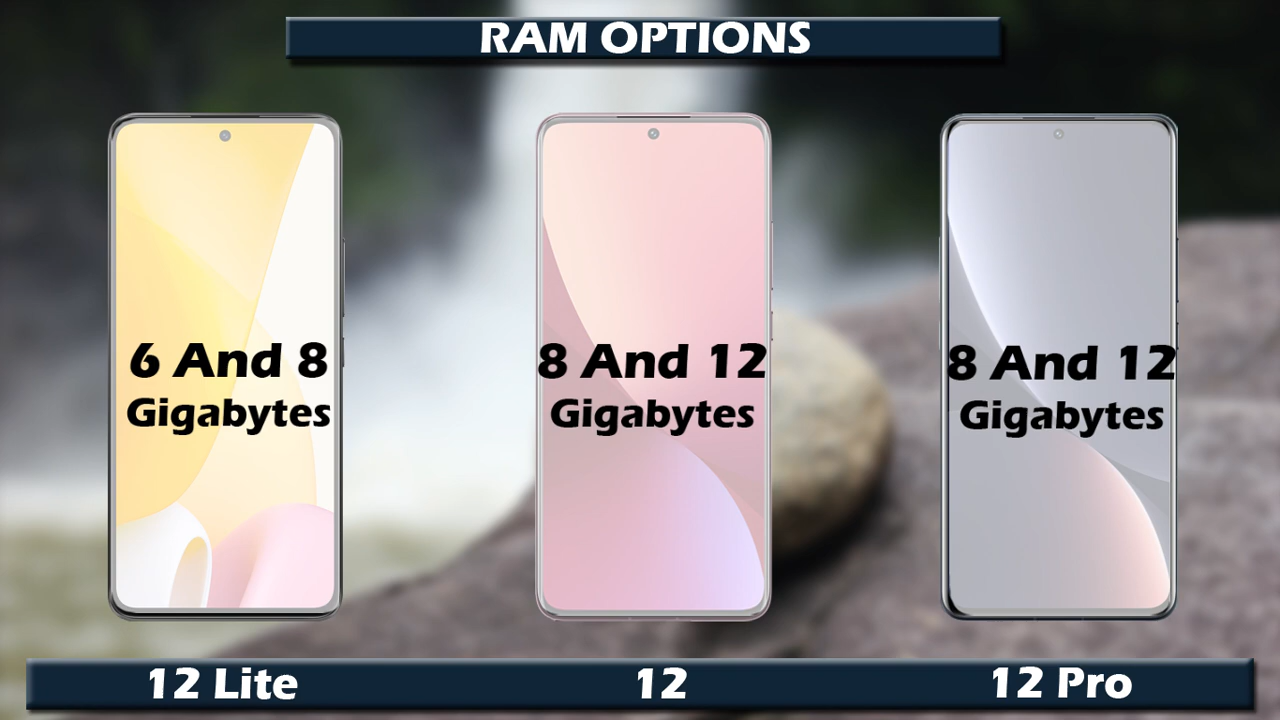 RAM OPTIONS
6 And 8
Gigabytes
8 And 12
Gigabytes
8 And 12
Gigabytes
12 Lite
12
12 Pro